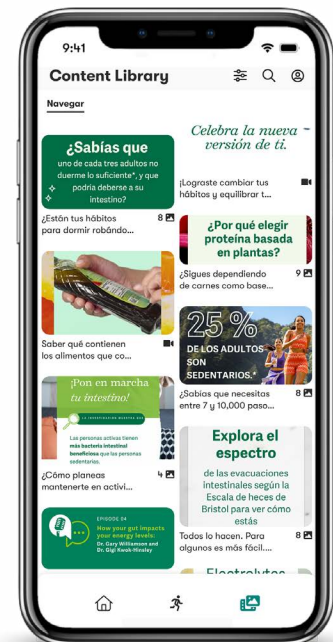 9:41
Content Library
Navegar
¿Sabías que
uno de cada tres adultos no
duerme lo suficiente*, y que
podría deberse a su
intestino?
¿Están tus hábitos
para dormir robándo...
8
Saber qué contienen
los alimentos que co...
¡Pon en marcha
tu intestino!
Las personas activas tienen
más bacteria intestinal
beneficiosa que las personas
sedentarias.
¿Cómo planeas
mantenerte en activi...
4
EPISODE 04
How your gut impacts
your energy levels:
Dr. Gary Williamson and
Dr. Gigi Kwok-Hinsley
Celebra la nueva
versión de ti.
¡Lograste cambiar tus
hábitos y equilibrar t...
¿Por qué elegir
proteína basada
en plantas?
¿Sigues dependiendo
de carnes como base...
9
25 %
DE LOS ADULTOS
SON
SEDENTARIOS.*
¿Sabías que necesitas
entre 7 y 10,000 paso...
8
Explora el
espectro
de las evacuaciones
intestinales según la
Escala de heces de
Bristol para ver cómo
estás
Todos lo hacen. Para
algunos es más fácil....
8
Electrolytes